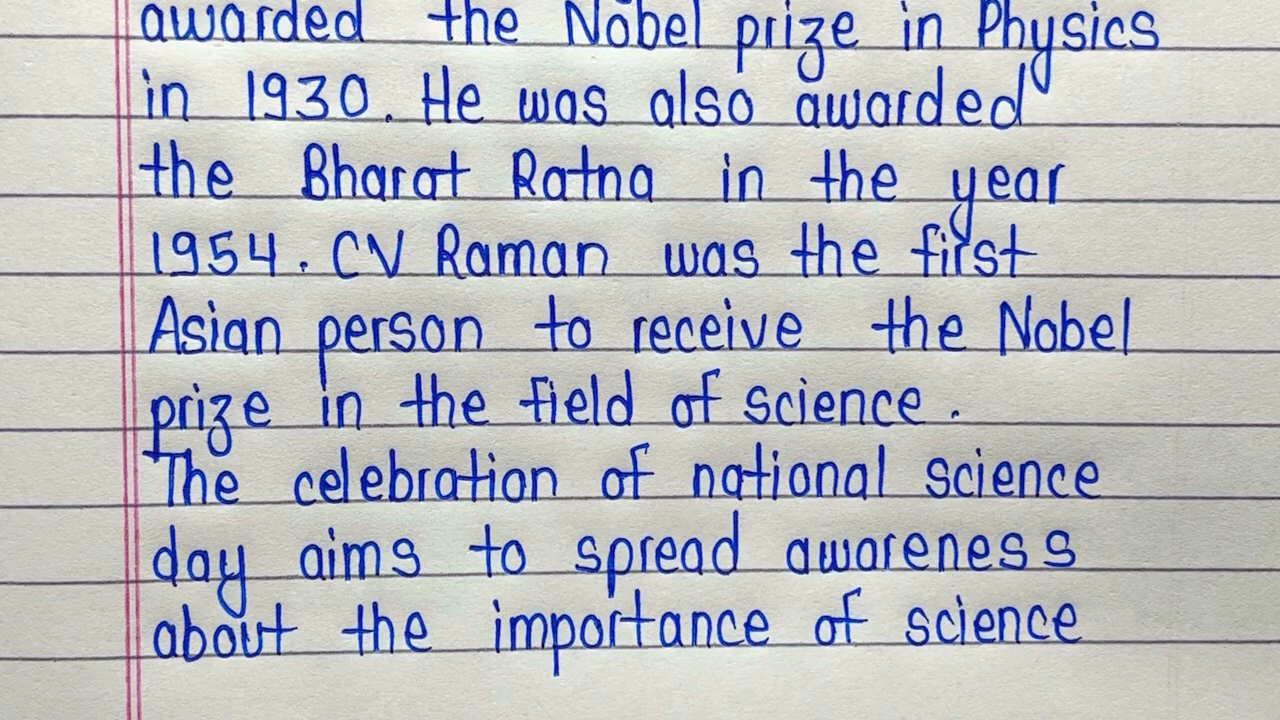 awarded the Nobel prize in Physics
in 1930. He was also awarded
the Bharat Ratna in the year
1954. CV Raman was the first
Asian person to receive the Nobel
prize in the field of science.
The celebration of national science
day aims to spread awareness
about the importance of science